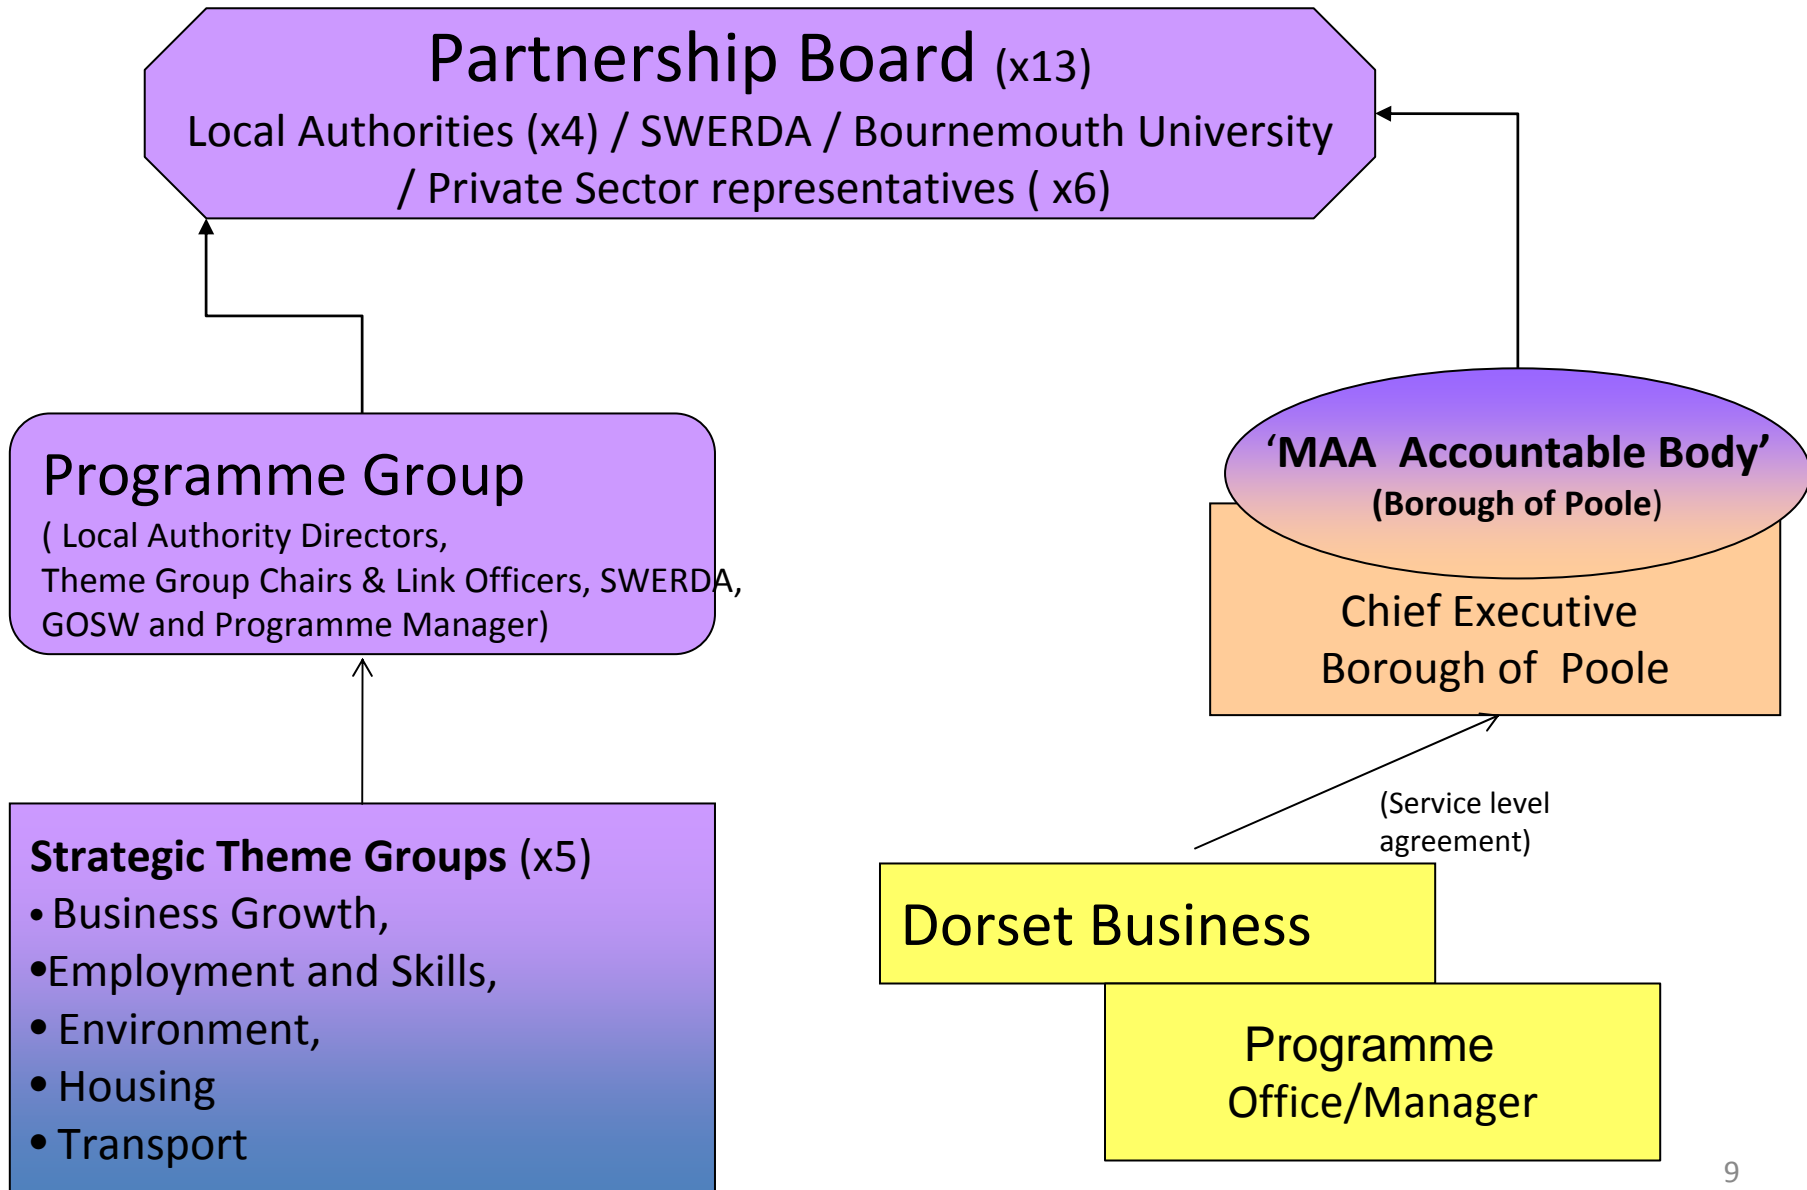 Partnership Board (x13)
Local Authorities (x4) / SWERDA / Bournemouth University
/ Private Sector representatives ( x6)
Programme Group
( Local Authority Directors,
Theme Group Chairs & Link Officers, SWERDA,
GOSW and Programme Manager)
‘MAA  Accountable Body’
(Borough of Poole)
Chief Executive
Borough of  Poole
(Service level
agreement)
Strategic Theme Groups (x5)
• Business Growth,
•Employment and Skills,
• Environment,
• Housing
• Transport
Dorset Business
Programme
Office/Manager
9